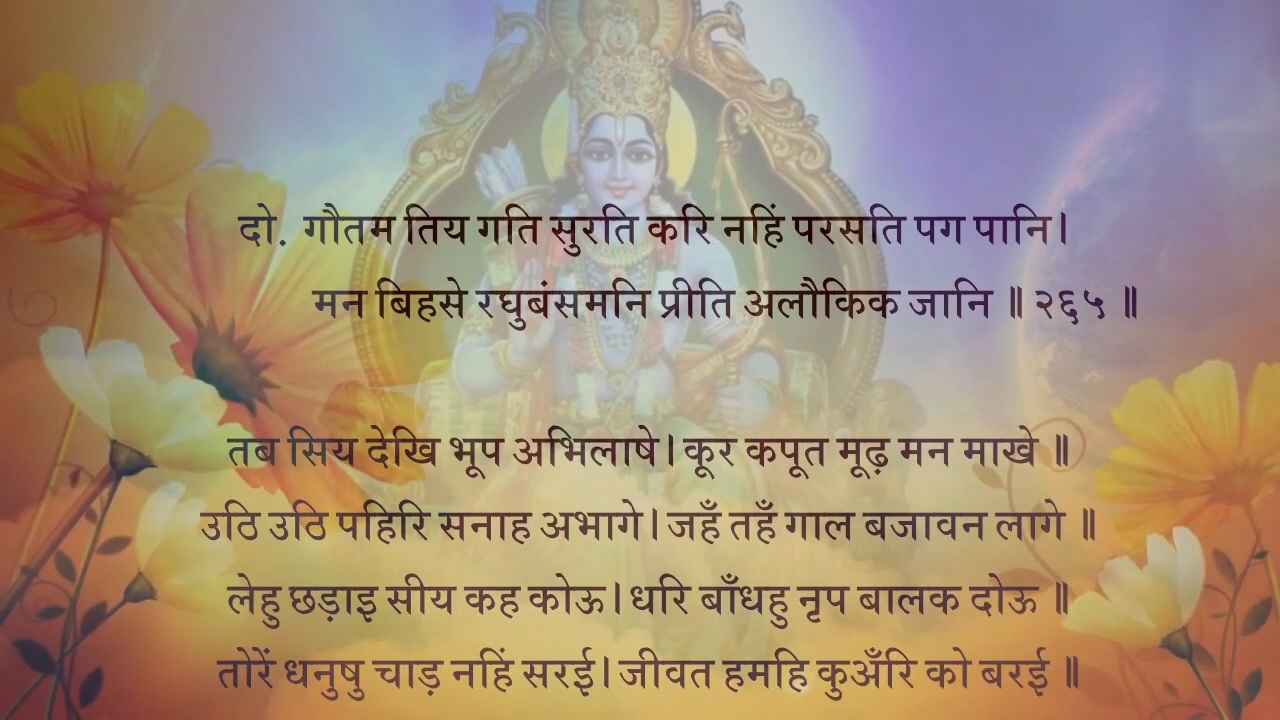 दो. गौतम तिय गति सुरति करि नहिं परसति पग पानि।
मन बिहसे रघुबंसमनि प्रीति अलौकिक जानि ॥ २६५ ॥
तब सिय देखि भूप अभिलाषे। कूर कपूत मूढ़ मन माखे ॥
उठि उठि पहिरि सनाह अभागे। जहँ तहँ गाल बजावन लागे ॥
लेहु छड़ाइ सीय कह कोऊ। धरि बाँधहु नृप बालक दोऊ ॥
तोरें धनुषु चाड़ नहिं सरई। जीवत हमहि कुअँरि को बरई ॥